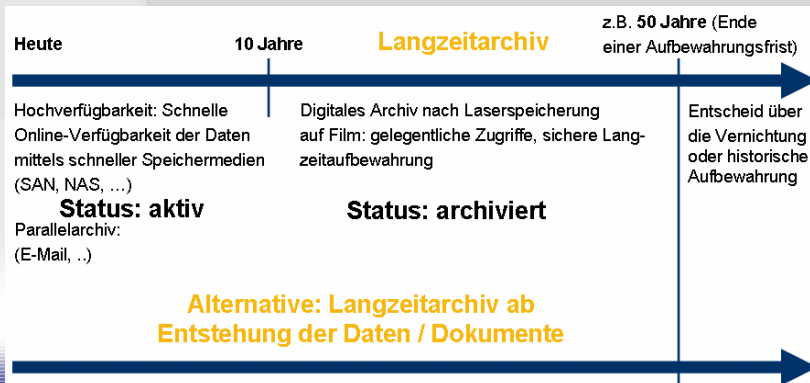 Heute
10 Jahre
Langzeitarchiv
z.B. 50 Jahre (Ende
einer Aufbewahrungsfrist)
Hochverfügbarkeit: Schnelle
Online-Verfügbarkeit der Daten
mittels schneller Speichermedien
(SAN, NAS, ...)
Status: aktiv
Parallelarchiv:
(E-Mail, ..)
Digitales Archiv nach Laserspeicherung
auf Film: gelegentliche Zugriffe, sichere Lang-
zeitaufbewahrung
Status: archiviert
Entscheid über
die Vernichtung
oder historische
Aufbewahrung
Alternative: Langzeitarchiv ab
Entstehung der Daten / Dokumente